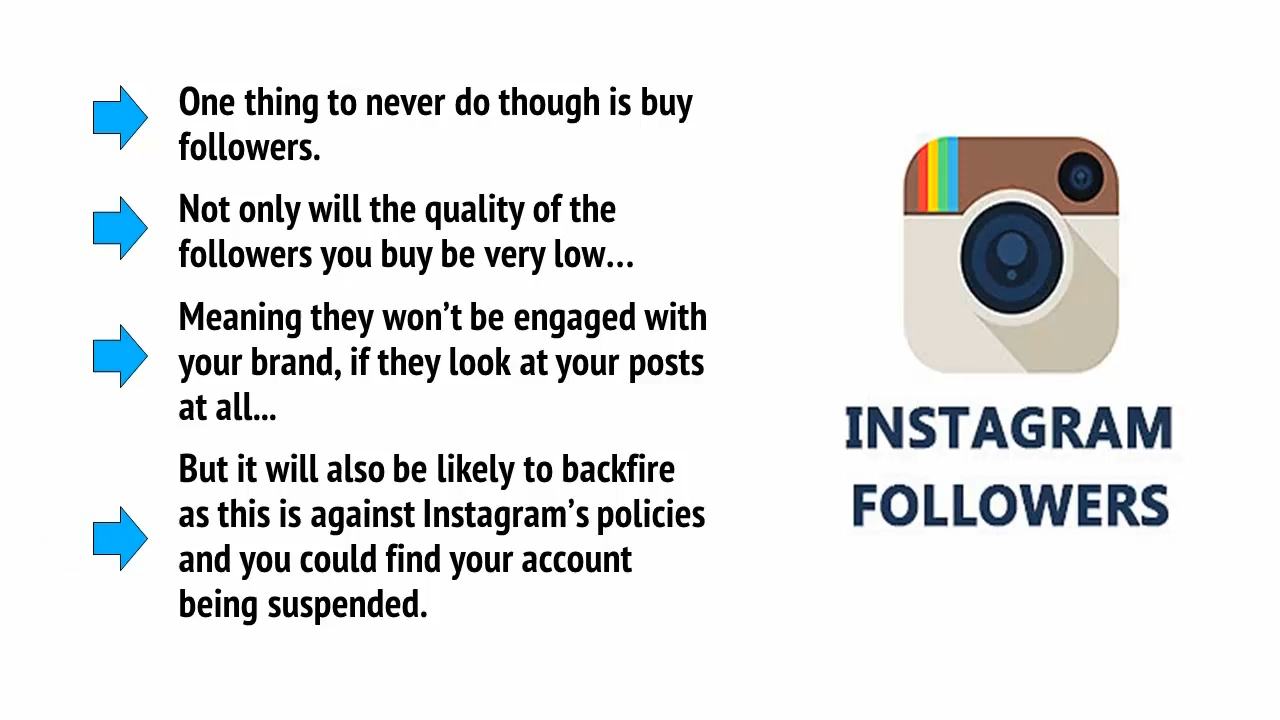 One thing to never do though is buy
followers.
Not only will the quality of the
followers you buy be very low...
Meaning they won’t be engaged with
your brand, if they look at your posts
at all...
But it will also be likely to backfire
as this is against Instagram’s policies
and you could find your account
being suspended.
INSTAGRAM
FOLLOWERS